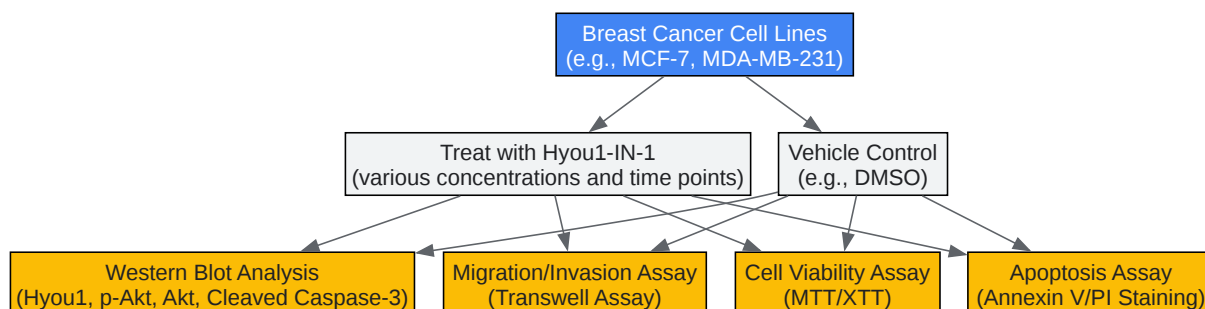 Breast Cancer Cell Lines
(e.g., MCF-7, MDA-MB-231)
Treat with Hyou1-IN-1
(various concentrations and time points)
Vehicle Control
(e.g., DMSO)
Western Blot Analysis
(Hyou1, p-Akt, Akt, Cleaved Caspase-3)
Migration/Invasion Assay
(Transwell Assay)
Cell Viability Assay
(MTT/XTT)
Apoptosis Assay
(Annexin V/PI Staining)